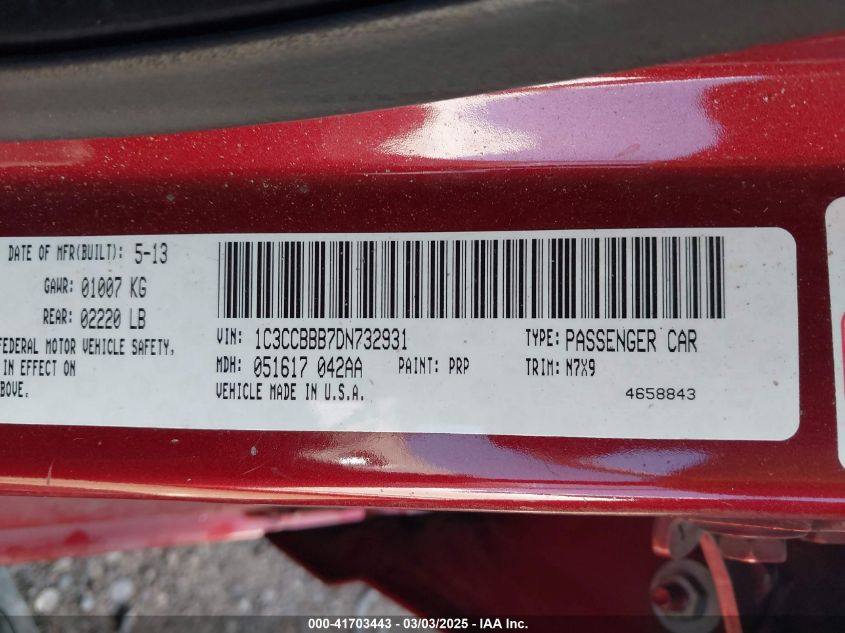 DATE OF MFR(BUILT): 5-13
GAWR: 01007 KG
REAR: 02220 LB
FEDERAL MOTOR VEHICLE SAFETY,
IN EFFECT ON
BOVE.
VIN: 1C3CCBBB7DN732931 TYPE: PASSENGER CAR
MDH: 051617 042AA PAINT: PRP TRIM: N7X9
VEHICLE MADE IN U.S.A. 4658843
000-41703443 - 03/03/2025 - IAA Inc.